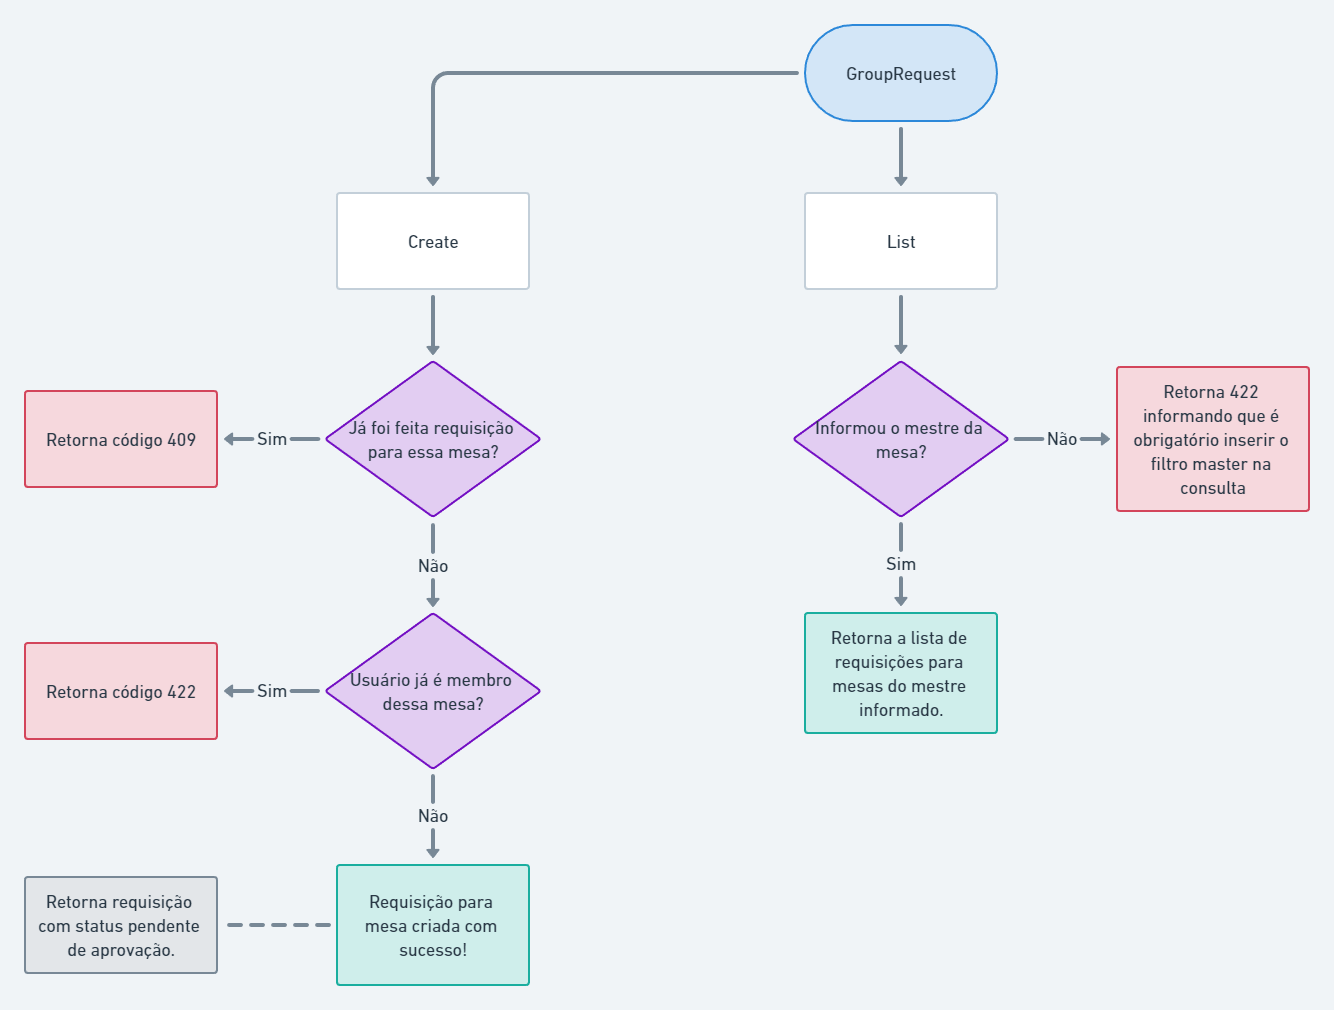 GroupRequest
Create
List
Já foi feita requisição
para essa mesa?
Sim
Retorna código 409
Não
Usuário já é membro
dessa mesa?
Sim
Retorna código 422
Não
Requisição para
mesa criada com
sucesso!
Retorna requisição
com status pendente
de aprovação.
Informou o mestre da
mesa?
Não
Retorna 422
informando que é
obrigatório inserir o
filtro master na
consulta
Sim
Retorna a lista de
requisições para
mesas do mestre
informado.